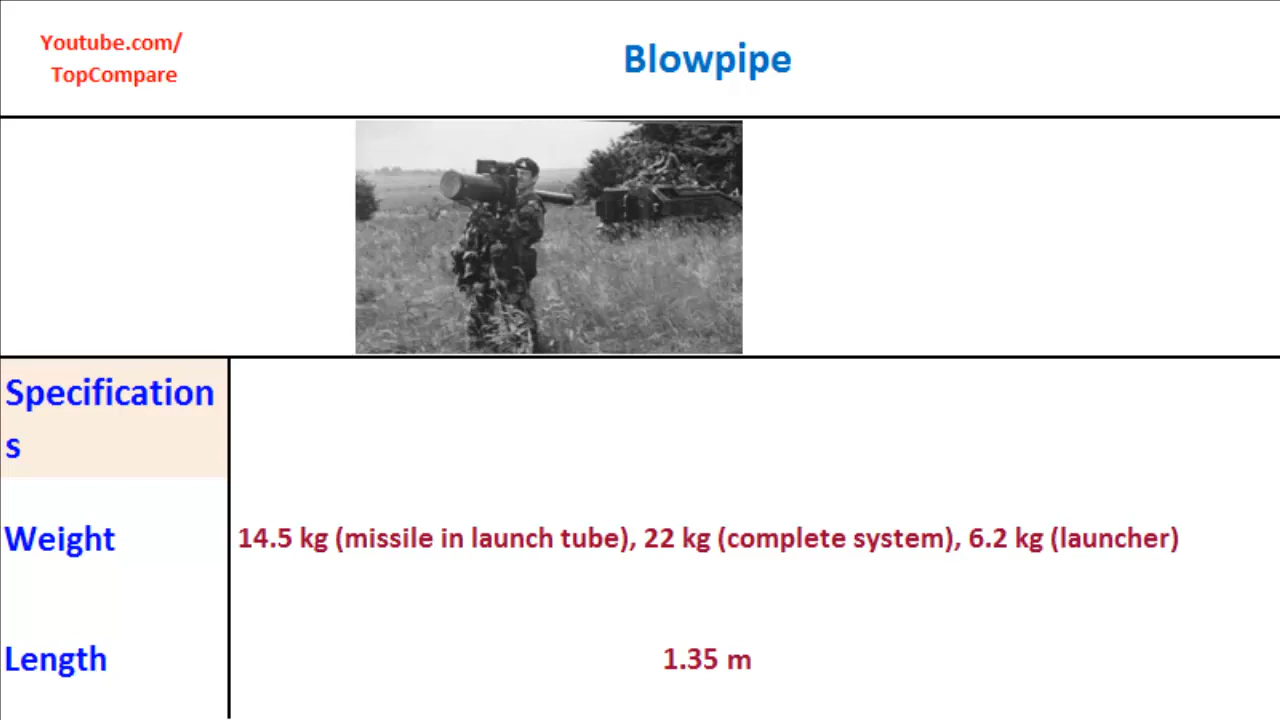 Youtube.com/
TopCompare
Blowpipe
Specification
s
Weight
14.5 kg (missile in launch tube), 22 kg (complete system), 6.2 kg (launcher)
Length
1.35 m